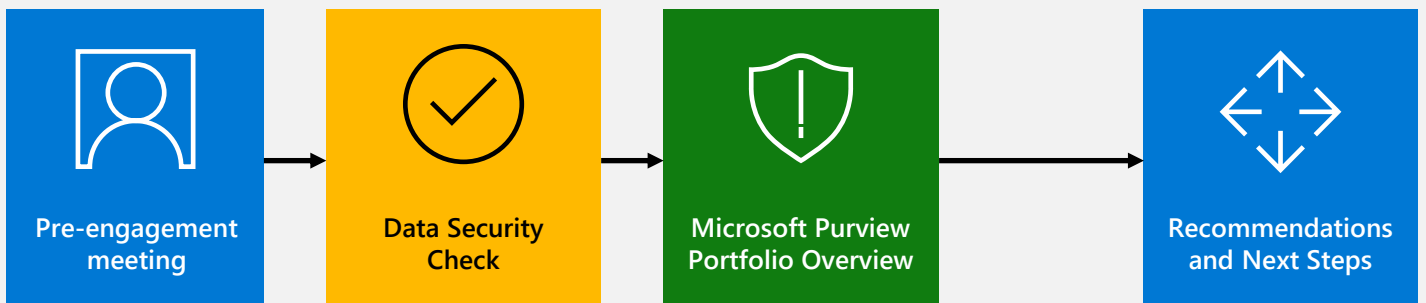 Pre-engagement
meeting
Data Security
Check
Microsoft Purview
Portfolio Overview
Recommendations
and Next Steps